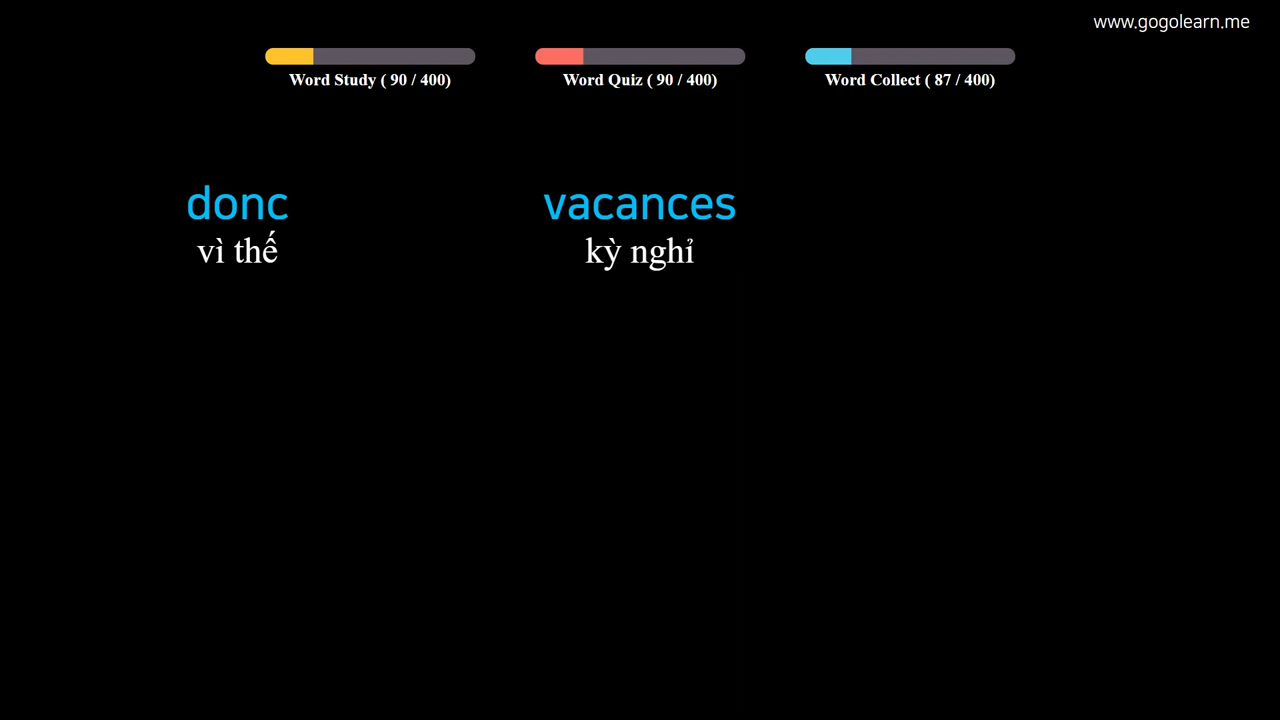 www.gogolearn.me
Word Study ( 90 / 400)
Word Quiz ( 90 / 400)
Word Collect ( 87 / 400)
donc
vì thế
vacances
kỳ nghỉ